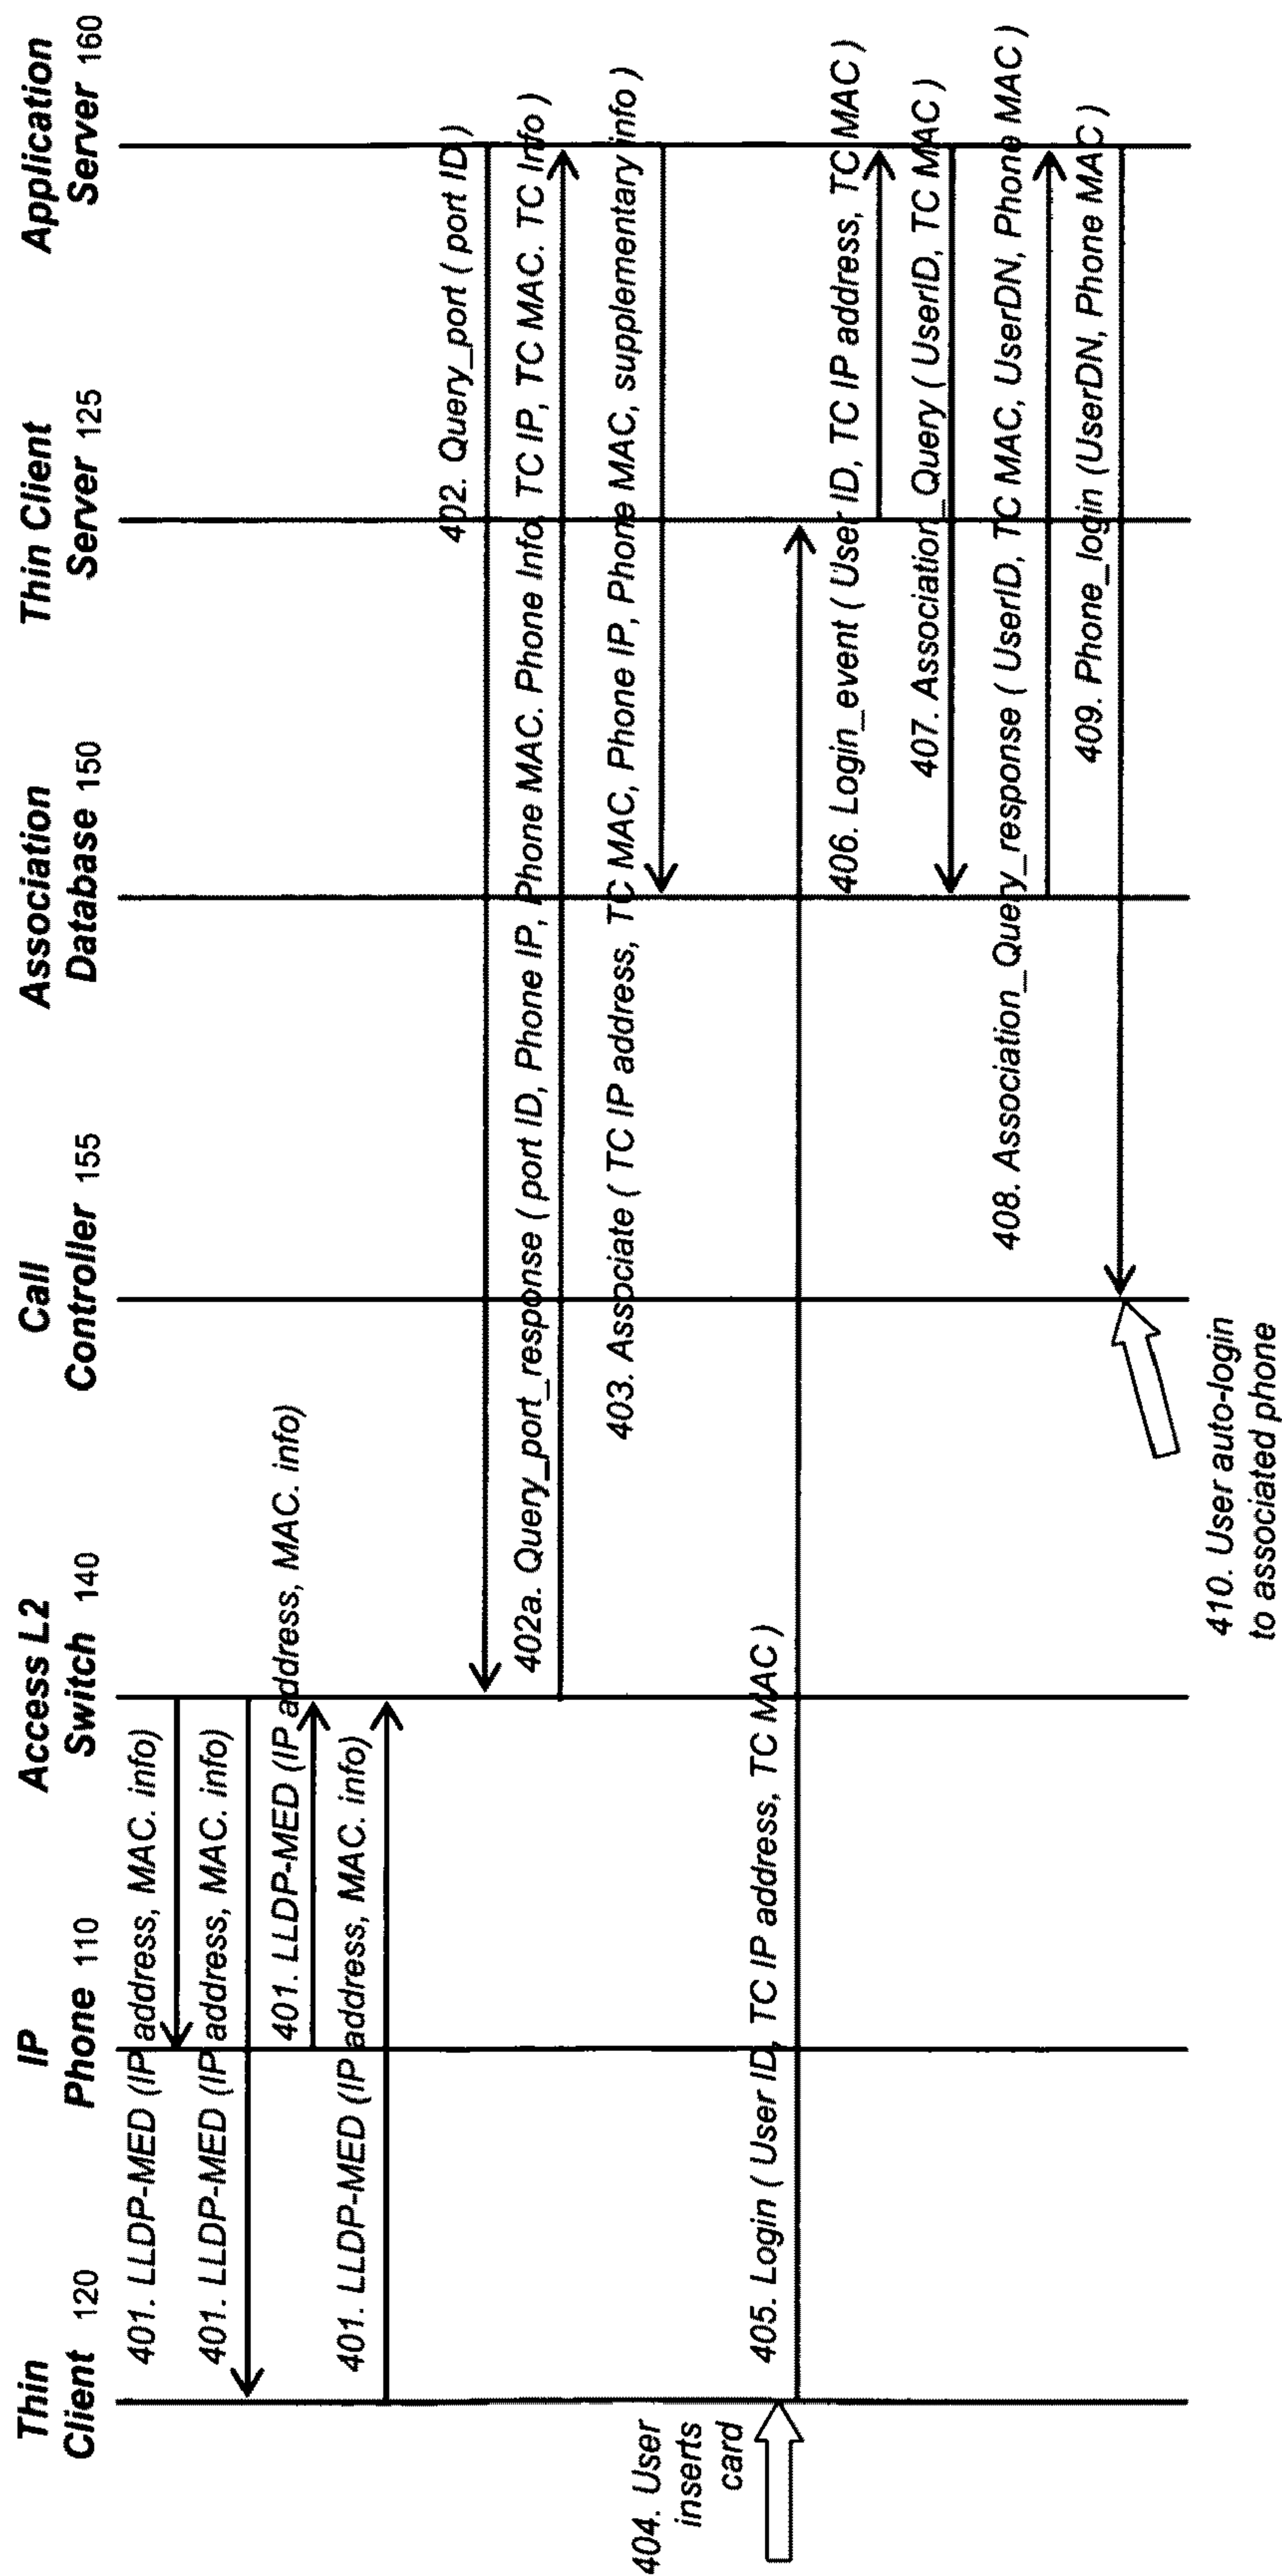 Thin
Client 120
IP
Phone 110
Access L2
Switch 140
Call
Controller 155
Association
Database 150
Thin Client
Server 125
Application
Server 160
401. LLDP-MED (IP address, MAC. info)
401. LLDP-MED (IP address, MAC. info)
401. LLDP-MED (IP address, MAC. info)
401. LLDP-MED (IP address, MAC. info)
402. Query_port ( port ID )
402a. Query_port_response ( port ID, Phone IP, Phone MAC. Phone Info, TC IP, TC MAC. TC Info )
403. Associate ( TC IP address, TC MAC, Phone IP, Phone MAC, supplementary info )
404. User
inserts
card
405. Login ( User ID, TC IP address, TC MAC )
406. Login_event ( User ID, TC IP address, TC MAC )
407. Association_Query ( UserID, TC MAC )
408. Association_Query_response ( UserID, TC MAC, UserDN, Phone MAC )
409. Phone_login (UserDN, Phone MAC )
410. User auto-login
to associated phone